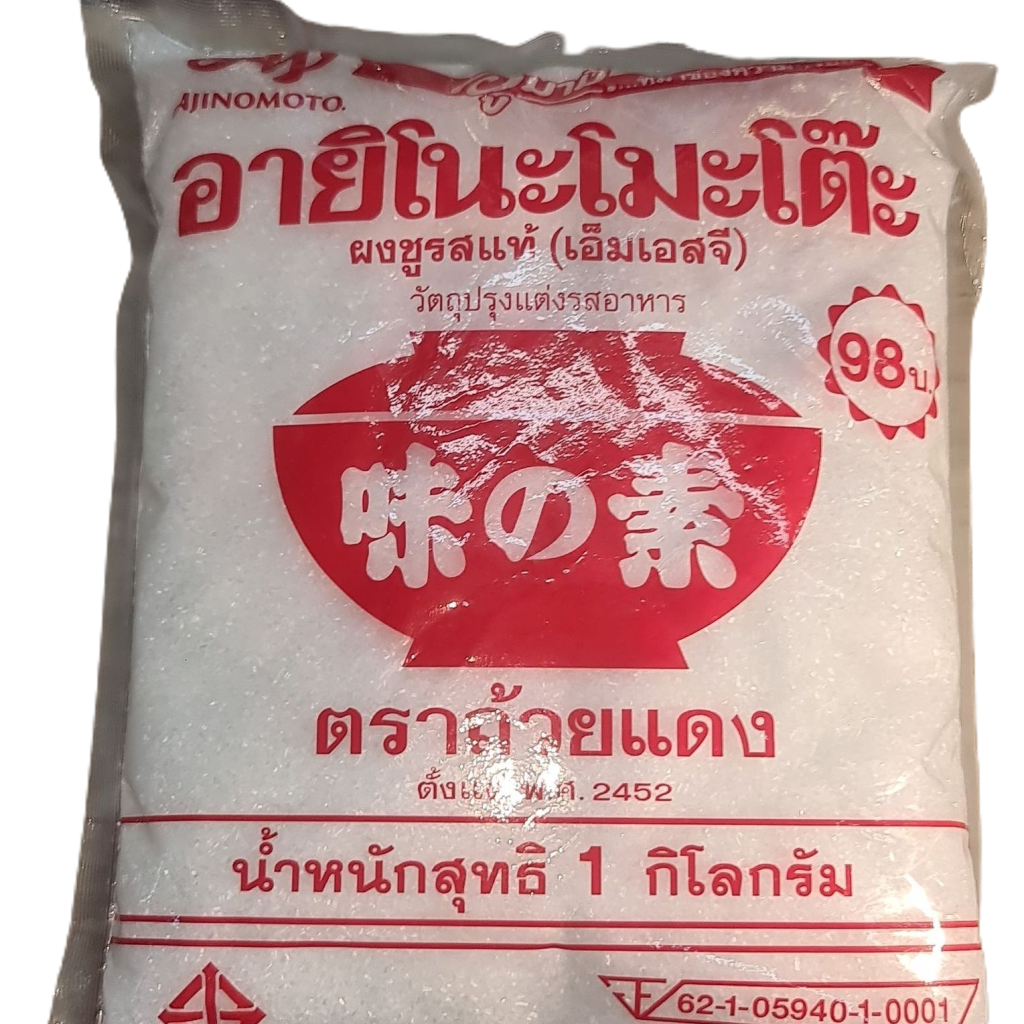 AJINOMOTO.
อายิโนะโมะโต๊ะ
ผงชูรสแท้ (เอ็มเอสจี)
วัตถุปรุงแต่งรสอาหาร
98บ.
味の素
ตราถ้วยแดง
ตั้งแต่ พ.ศ. 2452
น้ำหนักสุทธิ 1 กิโลกรัม
62-1-05940-1-0001